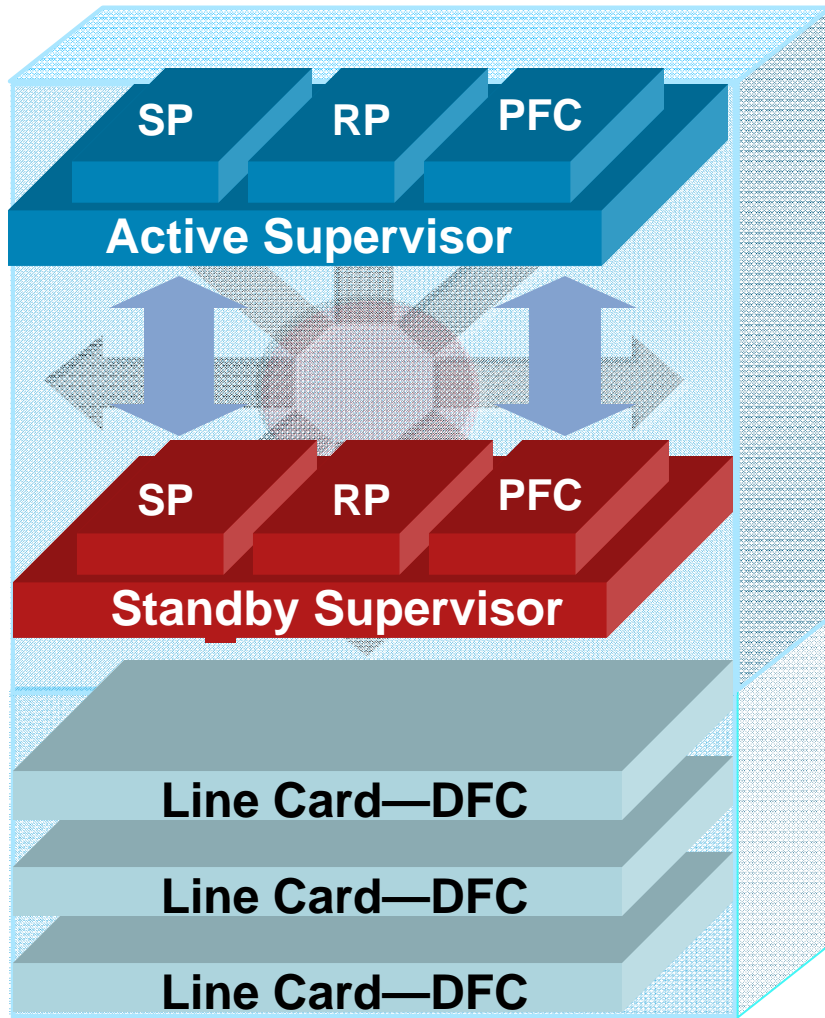 SP RP PFC
Active Supervisor
SP RP PFC
Standby Supervisor
Line Card—DFC
Line Card—DFC
Line Card—DFC